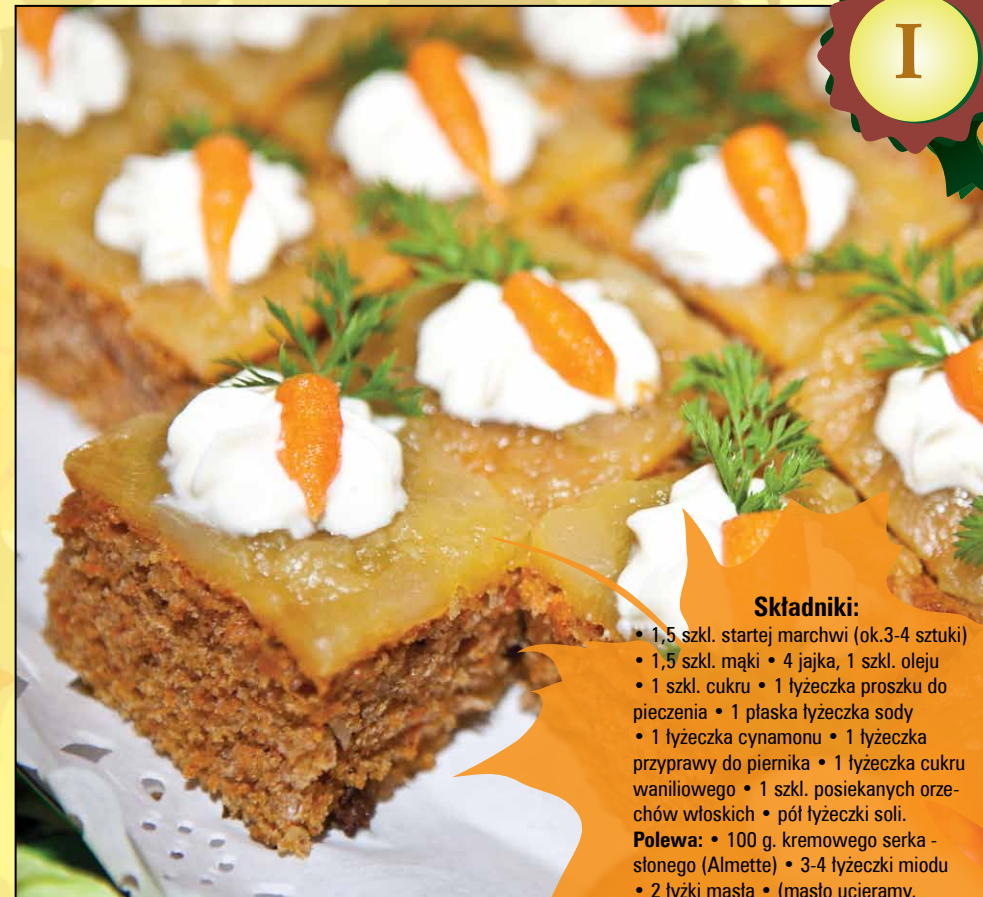 I
Składniki:
• 1,5 szkl. startej marchwi (ok.3-4 sztuki)
• 1,5 szkl. mąki • 4 jajka, 1 szkl. oleju
• 1 szkl. cukru • 1 łyżeczka proszku do
pieczenia • 1 płaska łyżeczka sody
• 1 łyżeczka cynamonu • 1 łyżeczka
przyprawy do piernika • 1 łyżeczka cukru
waniliowego • 1 szkl. posiekanych orze-
chów włoskich • pół łyżeczki soli.
Polewa: • 100 g. kremowego serka -
słonego (Almette) • 3-4 łyżeczki miodu
• 2 łyżki masła • (masło ucieramy,